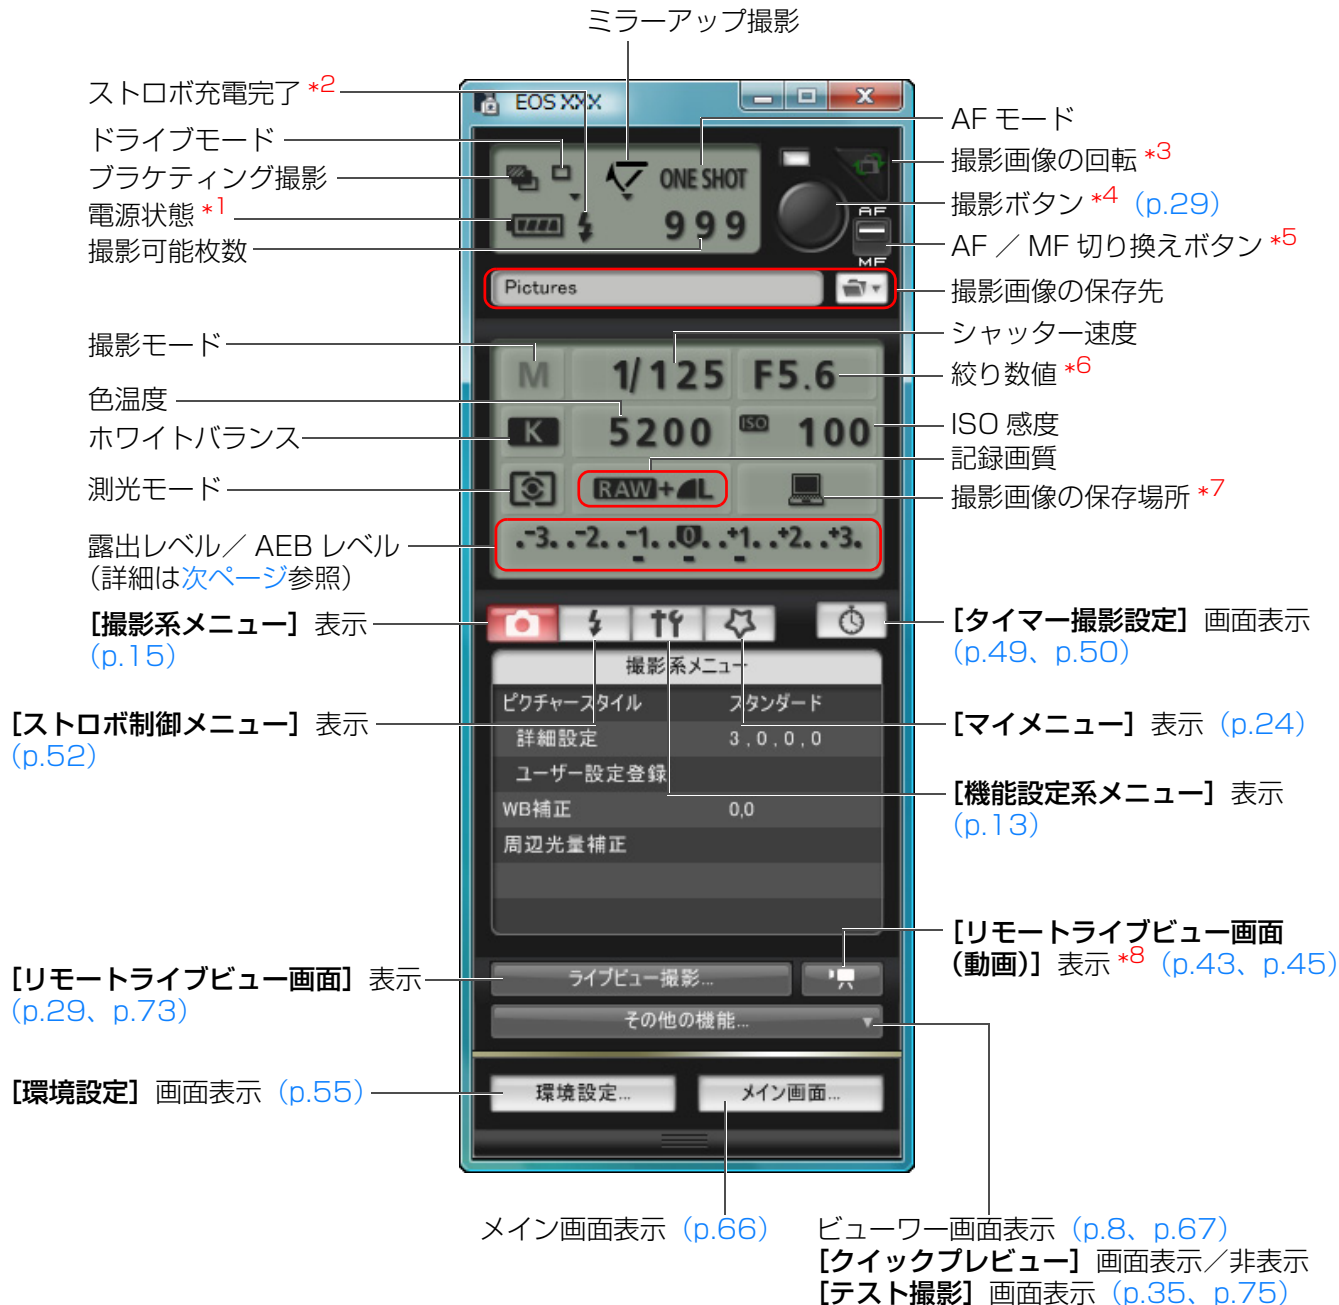 ミラーアップ撮影
ストロボ充電完了 *2
ドライブモード
ブラケティング撮影
電源状態 *1
撮影可能枚数
撮影モード
色温度
ホワイトバランス
測光モード
露出レベル／ AEB レベル
（詳細は次ページ参照）
［撮影系メニュー］表示
（p.15）
［ストロボ制御メニュー］表示
（p.52）
［リモートライブビュー画面］表示
（p.29、p.73）
［環境設定］画面表示（p.55）
EOS XXX
ONE SHOT
999
AF
MF
Pictures
M 1/125 F5.6
K 5200 ISO 100
RAW+L
.-3. .-2. .-1. .0. .+1. .+2. .+3.
撮影系メニュー
ピクチャースタイル スタンダード
詳細設定 3 , 0 , 0 , 0
ユーザー設定登録
WB補正 0,0
周辺光量補正
ライブビュー撮影...
その他の機能...
環境設定... メイン画面...
AF モード
撮影画像の回転 *3
撮影ボタン *4（p.29）
AF ／ MF 切り換えボタン *5
撮影画像の保存先
シャッター速度
絞り数値 *6
ISO 感度
記録画質
撮影画像の保存場所 *7
［タイマー撮影設定］画面表示
（p.49、p.50）
［マイメニュー］表示（p.24）
［機能設定系メニュー］表示
（p.13）
［リモートライブビュー画面
（動画）］表示 *8（p.43、p.45）
メイン画面表示（p.66）
ビューワー画面表示（p.8、p.67）
［クイックプレビュー］画面表示／非表示
［テスト撮影］画面表示（p.35、p.75）